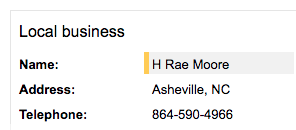 Local business
Name: H Rae Moore
Address: Asheville, NC
Telephone: 864-590-4966